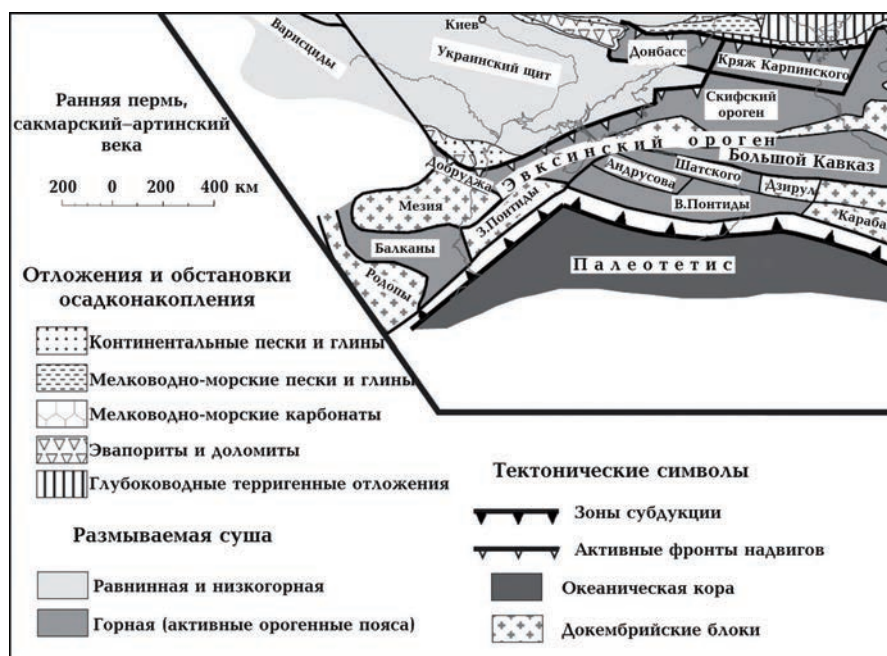 Киев
Варисциды
Украинский щит
Донбасс
Кряж Карпинского
Ранняя пермь,
сакмарский–артинский
века
200 0 200 400 км
Скифский
ороген
Эвксинский ороген
Большой Кавказ
Добруджа
Мезия
З.Понтиды
Андрусова
Шатского
Дзирул
В.Понтиды
Караба
Балканы
Родопы
Палеотетис
Отложения и обстановки
осадконакопления
Континентальные пески и глины
Мелководно-морские пески и глины
Мелководно-морские карбонаты
Эвапориты и доломиты
Глубоководные терригенные отложения
Размываемая суша
Равнинная и низкогорная
Горная (активные орогенные пояса)
Тектонические символы
Зоны субдукции
Активные фронты надвигов
Океаническая кора
Докембрийские блоки